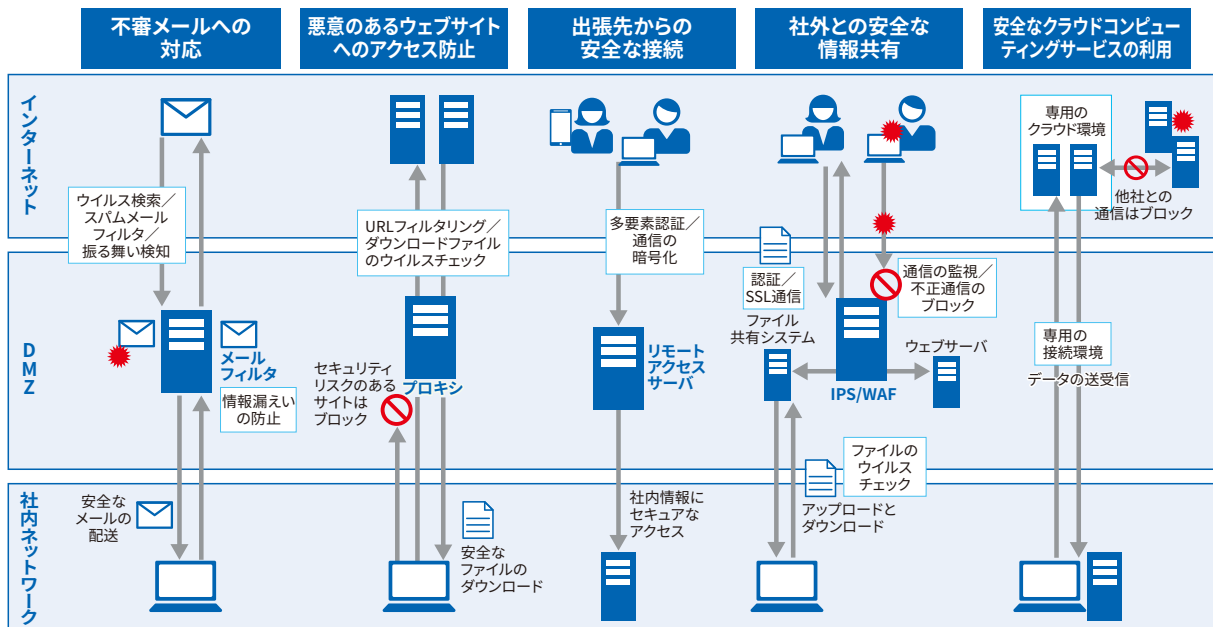 不審メールへの
対応
悪意のあるウェブサイト
へのアクセス防止
出張先からの
安全な接続
社外との安全な
情報共有
安全なクラウドコンピュー
ティングサービスの利用
インターネット
ウイルス検索／
スパムメール
フィルタ／
振る舞い検知
URLフィルタリング／
ダウンロードファイル
のウイルスチェック
多要素認証／
通信の
暗号化
認証／
SSL通信
通信の監視／
不正通信の
ブロック
専用の
クラウド環境
他社との
通信はブロック
DMZ
メール
フィルタ
情報漏えい
の防止
セキュリティ
リスクのある
サイトは
ブロック
プロキシ
リモート
アクセス
サーバ
ファイル
共有システム
IPS/WAF
ウェブサーバ
専用の
接続環境
データの送受信
ファイルの
ウイルス
チェック
社内ネットワーク
安全な
メールの
配送
安全な
ファイルの
ダウンロード
社内情報に
セキュアな
アクセス
アップロードと
ダウンロード